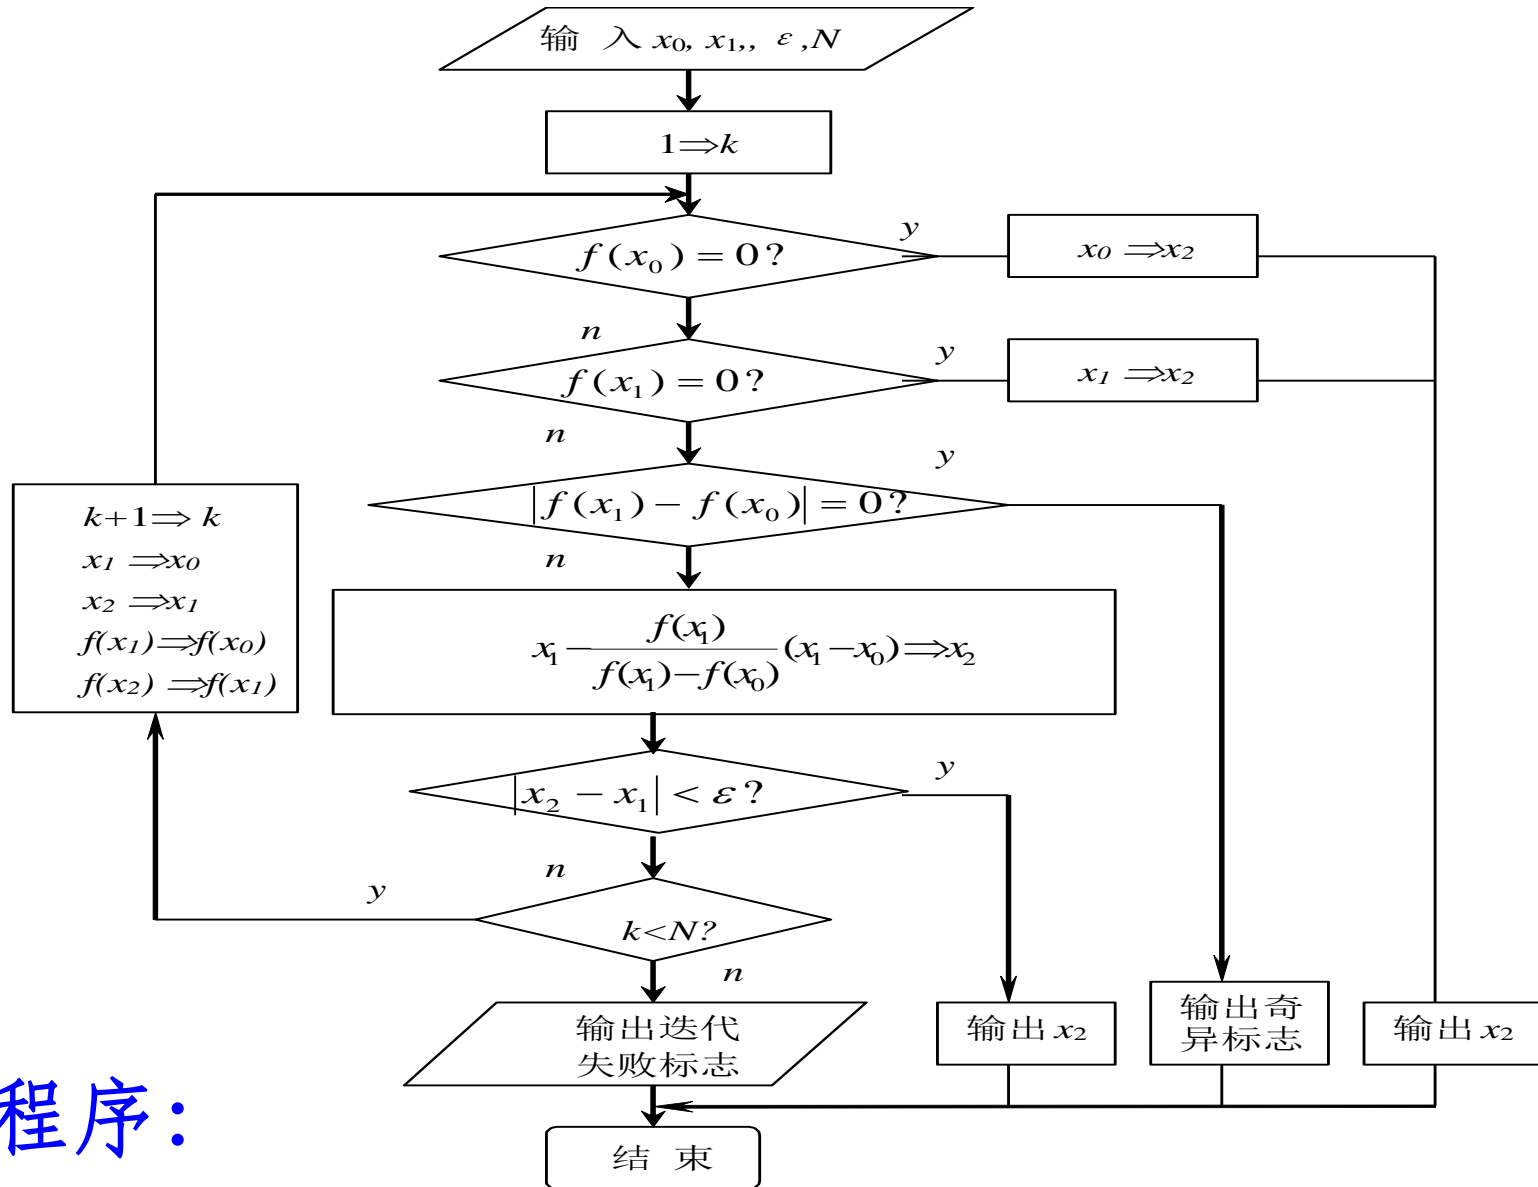 输 入 x₀, x₁,, ε ,N
1⇒k
f(x₀)=0?
y
x₀ ⇒x₂
n
f(x₁)=0?
y
x₁ ⇒x₂
n
|f(x₁)− f(x₀)|=0?
y
n
k+1⇒ k
x₁ ⇒x₀
x₂ ⇒x₁
f(x₁)⇒f(x₀)
f(x₂) ⇒f(x₁)
x₁− f(x₁)/(f(x₁)−f(x₀)) (x₁−x₀)⇒x₂
|x₂ − x₁| < ε ?
y
n
y
k<N?
n
输出迭代
失败标志
输出 x₂
输出奇
异标志
输出 x₂
程序:
结 束